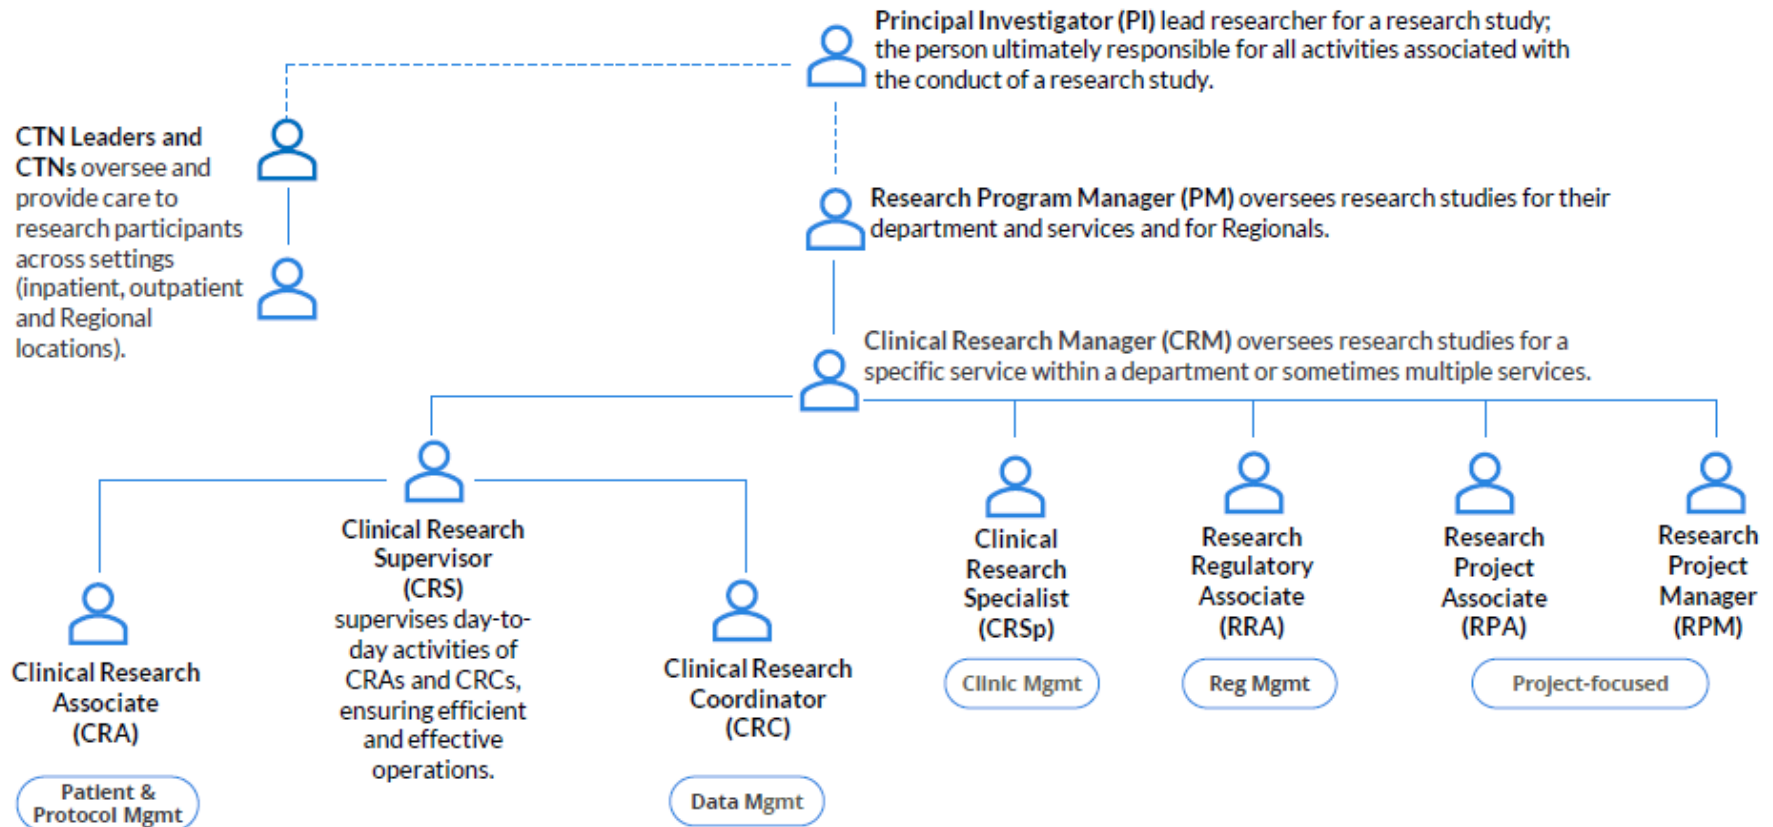 Principal Investigator (PI) lead researcher for a research study;
the person ultimately responsible for all activities associated with
the conduct of a research study.
CTN Leaders and
CTNs oversee and
provide care to
research participants
across settings
(inpatient, outpatient
and Regional
locations).
Research Program Manager (PM) oversees research studies for their
department and services and for Regionals.
Clinical Research Manager (CRM) oversees research studies for a
specific service within a department or sometimes multiple services.
Clinical Research
Supervisor
(CRS)
supervises day-to-
day activities of
CRAs and CRCs,
ensuring efficient
and effective
operations.
Clinical Research
Associate
(CRA)
Patient &
Protocol Mgmt
Clinical Research
Coordinator
(CRC)
Data Mgmt
Clinical
Research
Specialist
(CRSp)
Clinic Mgmt
Research
Regulatory
Associate
(RRA)
Reg Mgmt
Research
Project
Associate
(RPA)
Research
Project
Manager
(RPM)
Project-focused